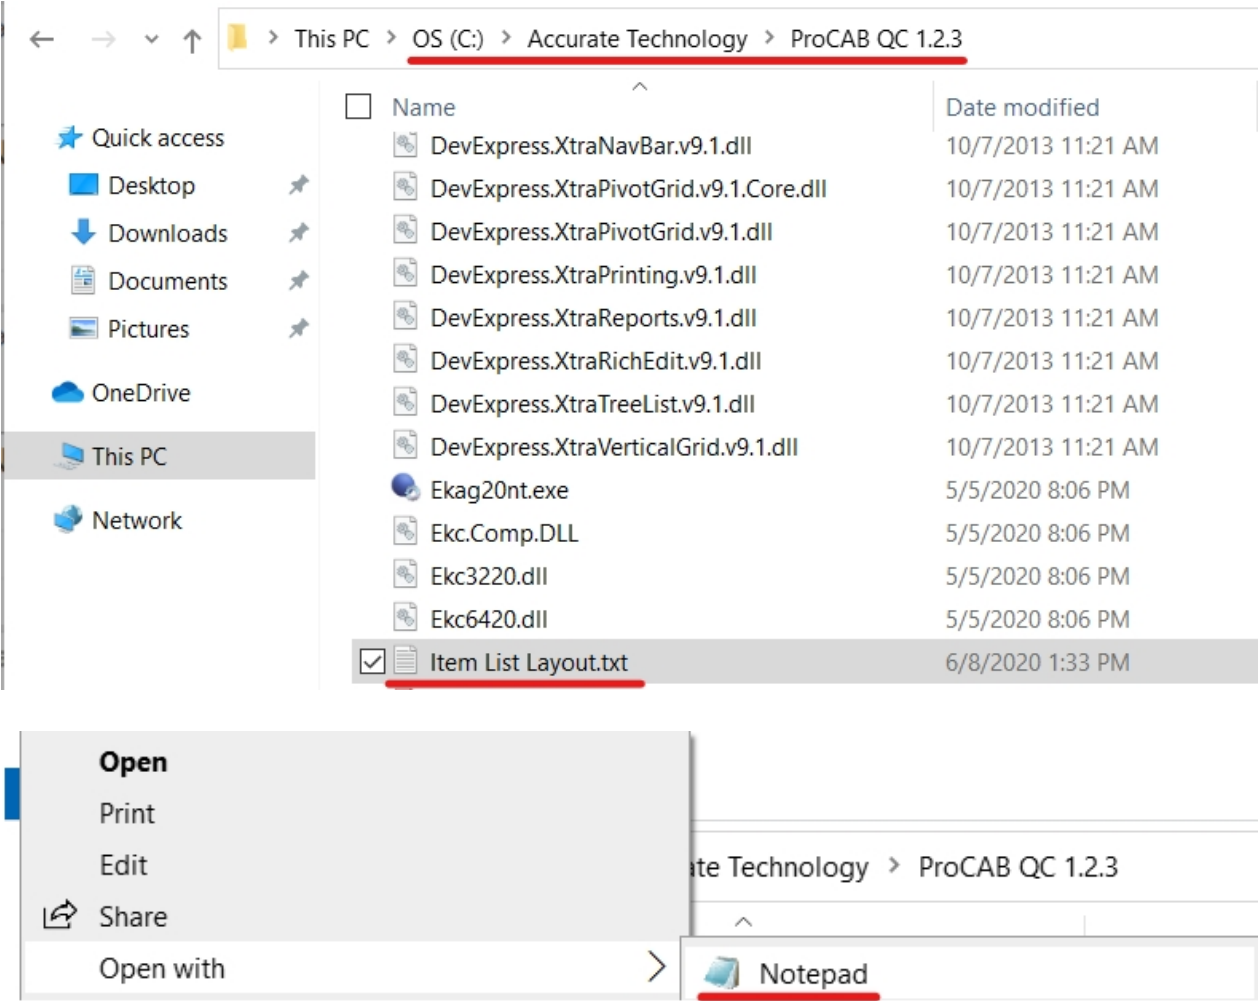 This PC > OS (C:) > Accurate Technology > ProCAB QC 1.2.3
Name Date modified
Quick access
Desktop
Downloads
Documents
Pictures
OneDrive
This PC
Network
DevExpress.XtraNavBar.v9.1.dll 10/7/2013 11:21 AM
DevExpress.XtraPivotGrid.v9.1.Core.dll 10/7/2013 11:21 AM
DevExpress.XtraPivotGrid.v9.1.dll 10/7/2013 11:21 AM
DevExpress.XtraPrinting.v9.1.dll 10/7/2013 11:21 AM
DevExpress.XtraReports.v9.1.dll 10/7/2013 11:21 AM
DevExpress.XtraRichEdit.v9.1.dll 10/7/2013 11:21 AM
DevExpress.XtraTreeList.v9.1.dll 10/7/2013 11:21 AM
DevExpress.XtraVerticalGrid.v9.1.dll 10/7/2013 11:21 AM
Ekag20nt.exe 5/5/2020 8:06 PM
Ekc.Comp.DLL 5/5/2020 8:06 PM
Ekc3220.dll 5/5/2020 8:06 PM
Ekc6420.dll 5/5/2020 8:06 PM
Item List Layout.txt 6/8/2020 1:33 PM
Open
Print
Edit
Share
Open with
ate Technology > ProCAB QC 1.2.3
Notepad